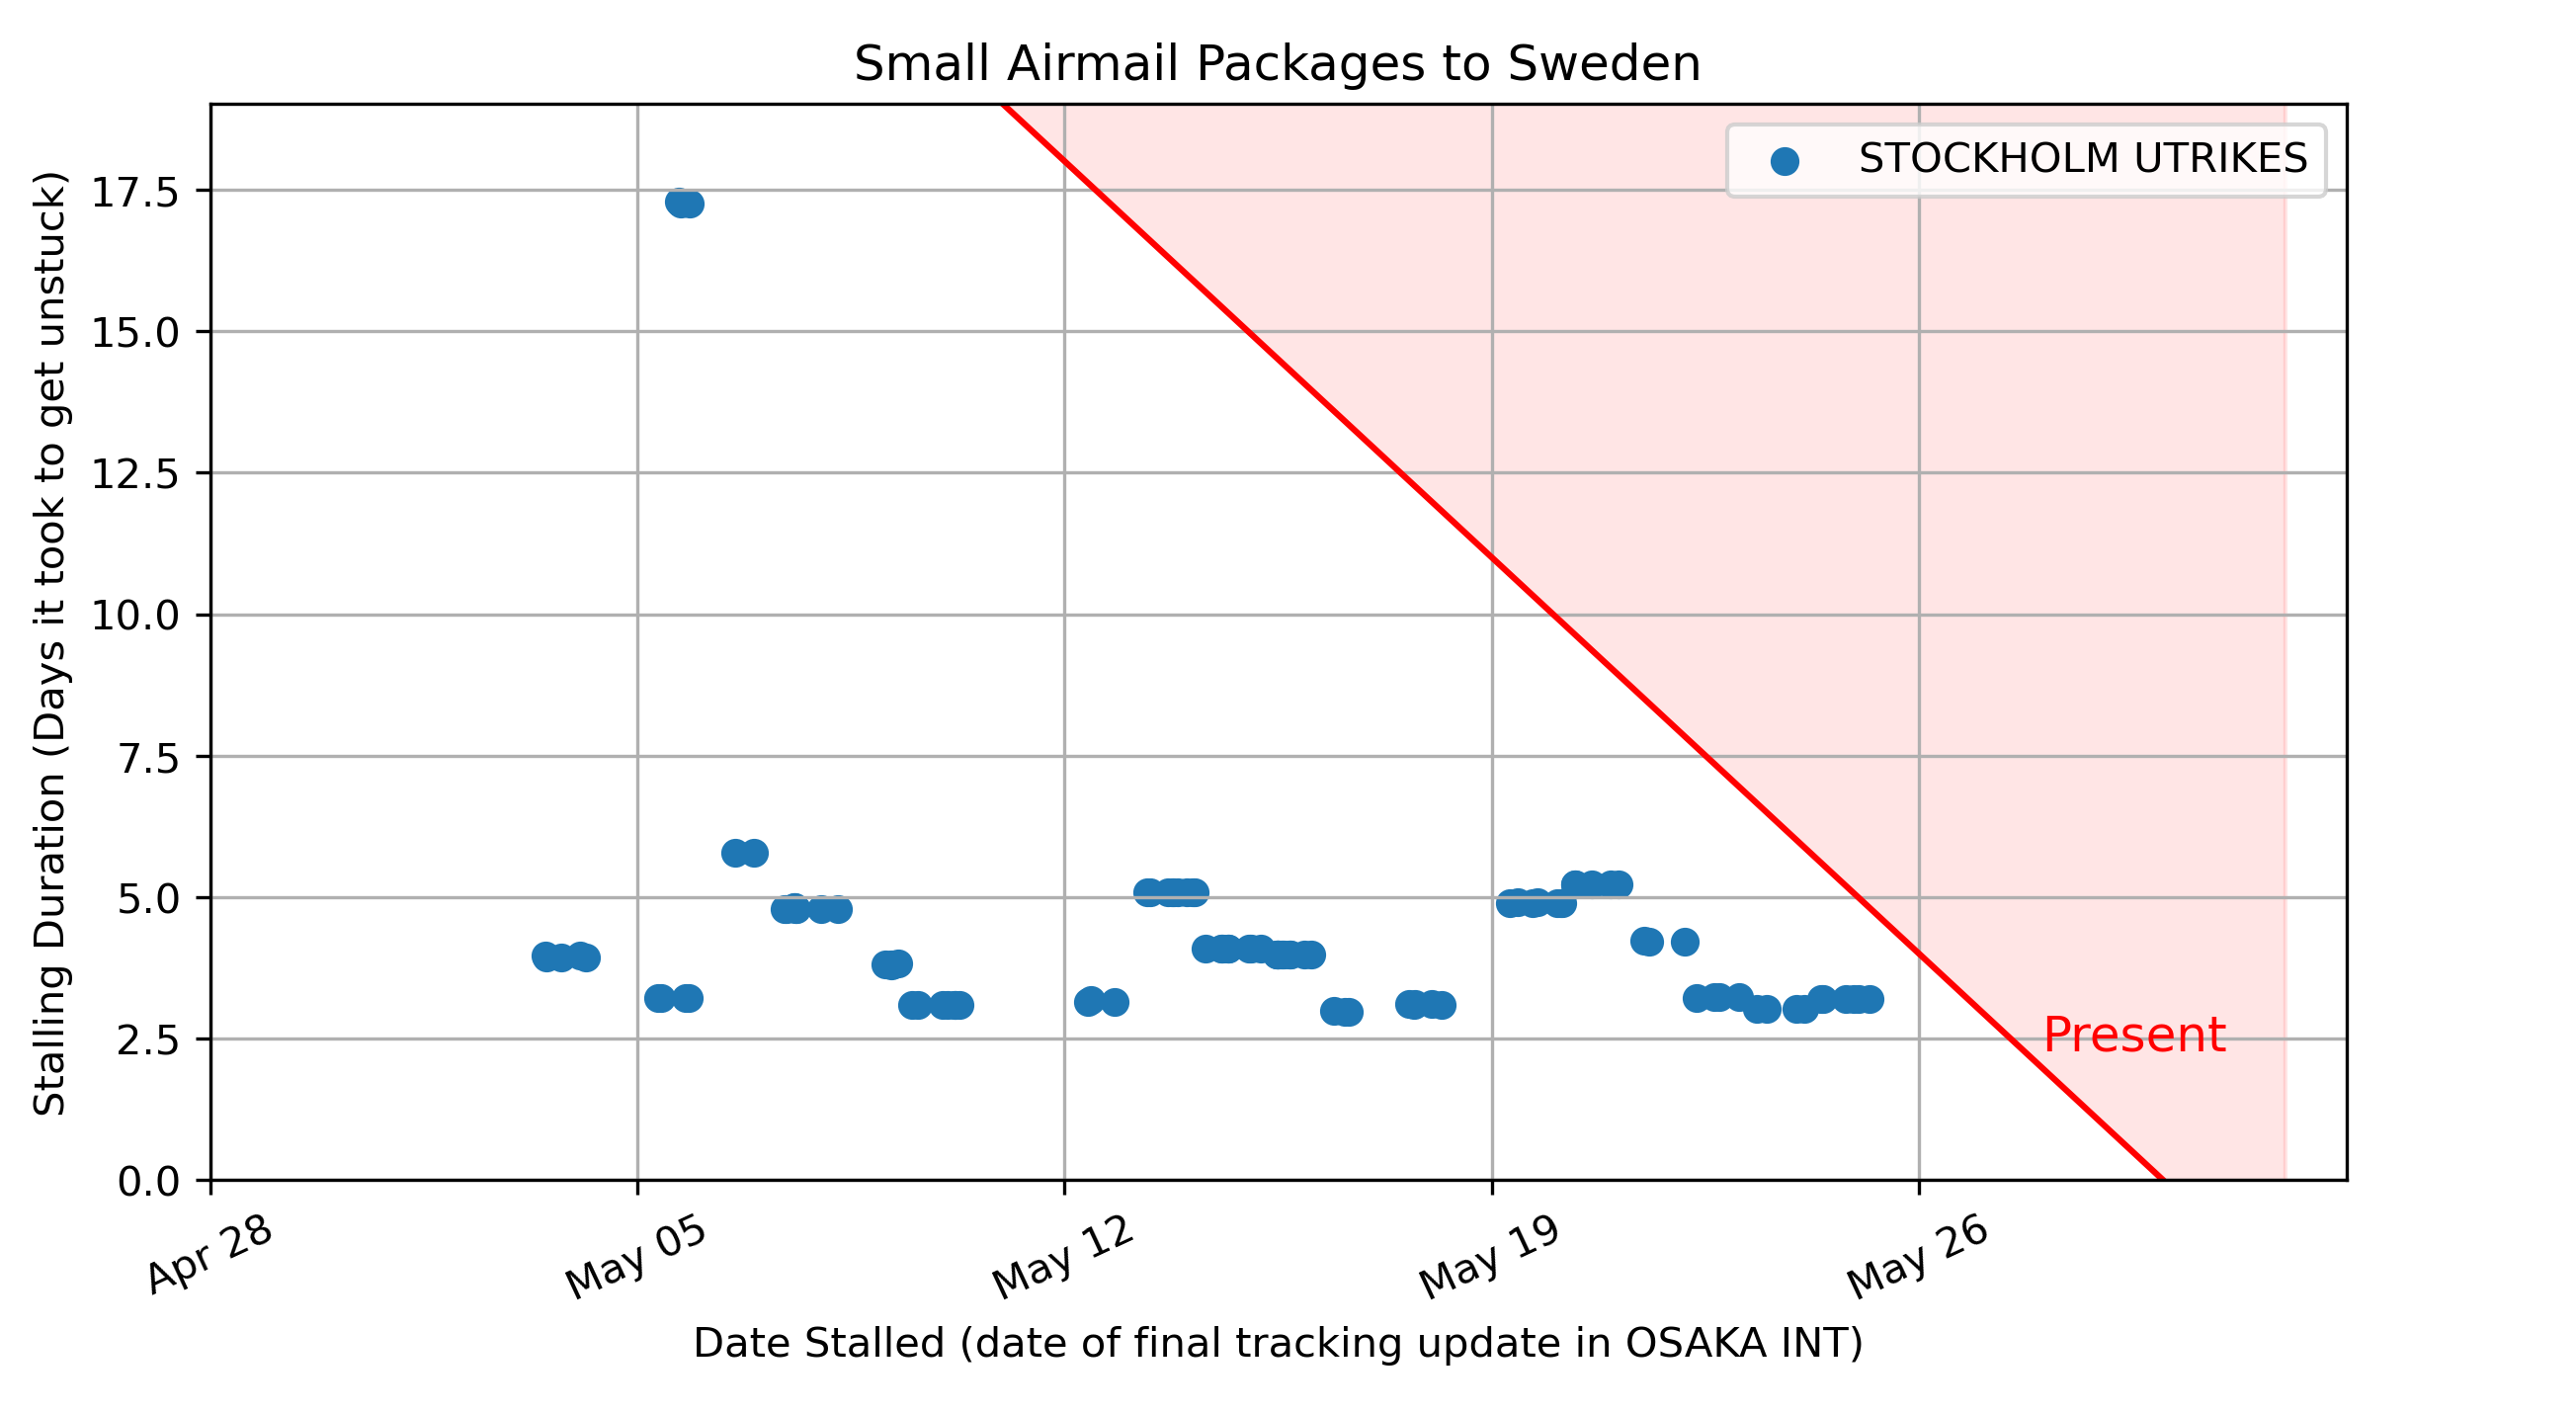 Small Airmail Packages to Sweden
STOCKHOLM UTRIKES
Stalling Duration (Days it took to get unstuck)
17.5
15.0
12.5
10.0
7.5
5.0
2.5
0.0
Present
Apr 28
May 05
May 12
May 19
May 26
Date Stalled (date of final tracking update in OSAKA INT)